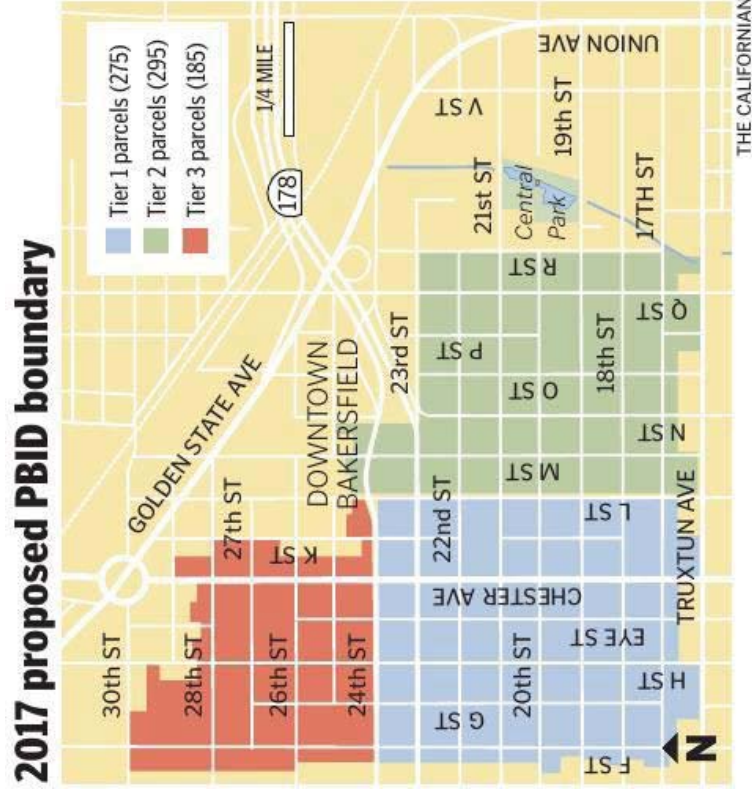 2017 proposed PBID boundary
Tier 1 parcels (275)
Tier 2 parcels (295)
Tier 3 parcels (185)
1/4 MILE
178
GOLDEN STATE AVE
UNION AVE
30th ST
28th ST
27th ST
26th ST
24th ST
K ST
DOWNTOWN
BAKERSFIELD
23rd ST
22nd ST
21st ST
20th ST
19th ST
18th ST
17TH ST
V ST
Central
Park
R ST
Q ST
P ST
O ST
N ST
M ST
L ST
CHESTER AVE
EYE ST
H ST
G ST
F ST
TRUXTUN AVE
N
THE CALIFORNIAN